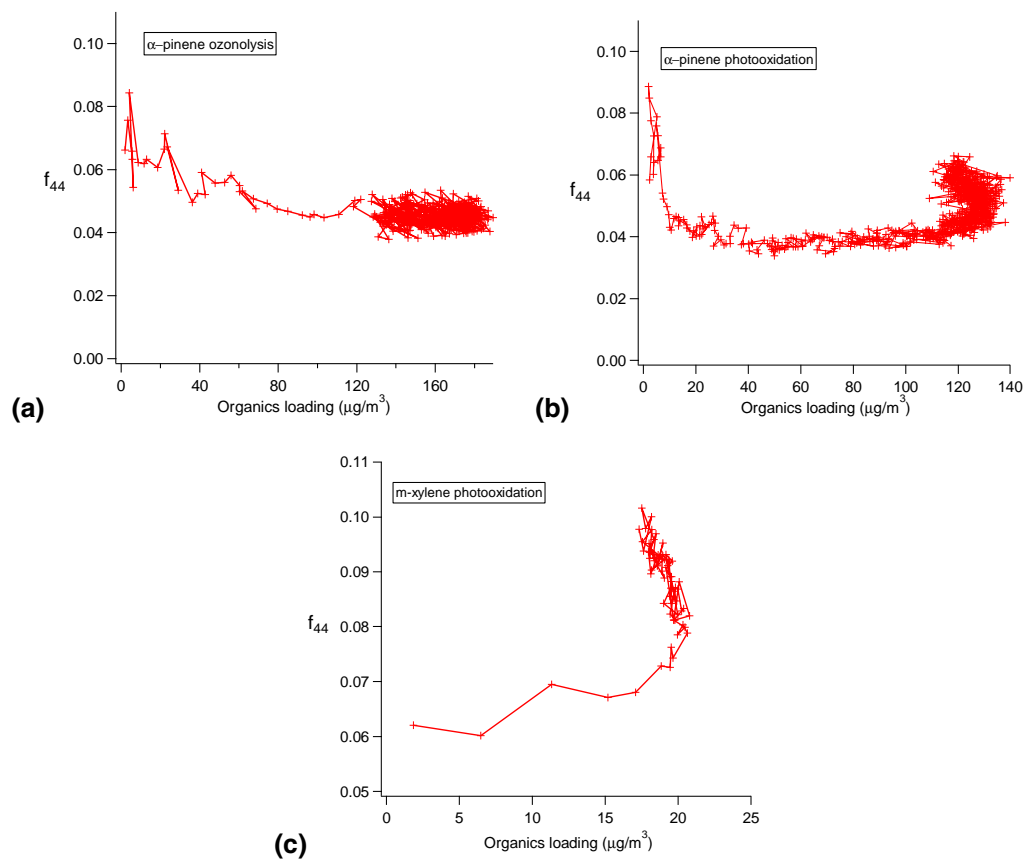 α–pinene ozonolysis
0.10
0.08
0.06
0.04
0.02
0.00
f44
0 40 80 120 160
Organics loading (μg/m3)
(a)
α–pinene photooxidation
0.10
0.08
0.06
0.04
0.02
0.00
f44
0 20 40 60 80 100 120 140
Organics loading (μg/m3)
(b)
m-xylene photooxidation
0.11
0.10
0.09
0.08
0.07
0.06
0.05
f44
0 5 10 15 20 25
Organics loading (μg/m3)
(c)